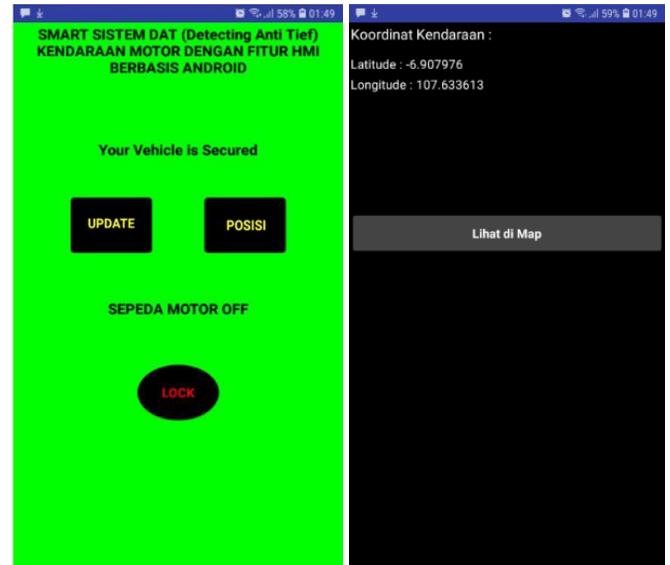 58% 01:49
SMART SISTEM DAT (Detecting Anti Tief)
KENDARAAN MOTOR DENGAN FITUR HMI
BERBASIS ANDROID
Your Vehicle is Secured
UPDATE
POSISI
SEPEDA MOTOR OFF
LOCK
59% 01:49
Koordinat Kendaraan :
Latitude : -6.907976
Longitude : 107.633613
Lihat di Map